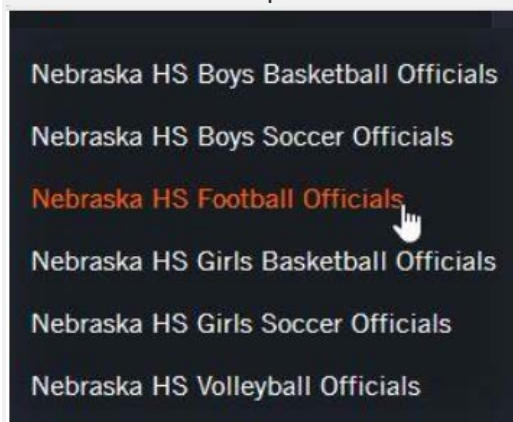 Nebraska HS Boys Basketball Officials
Nebraska HS Boys Soccer Officials
Nebraska HS Football Officials
Nebraska HS Girls Basketball Officials
Nebraska HS Girls Soccer Officials
Nebraska HS Volleyball Officials